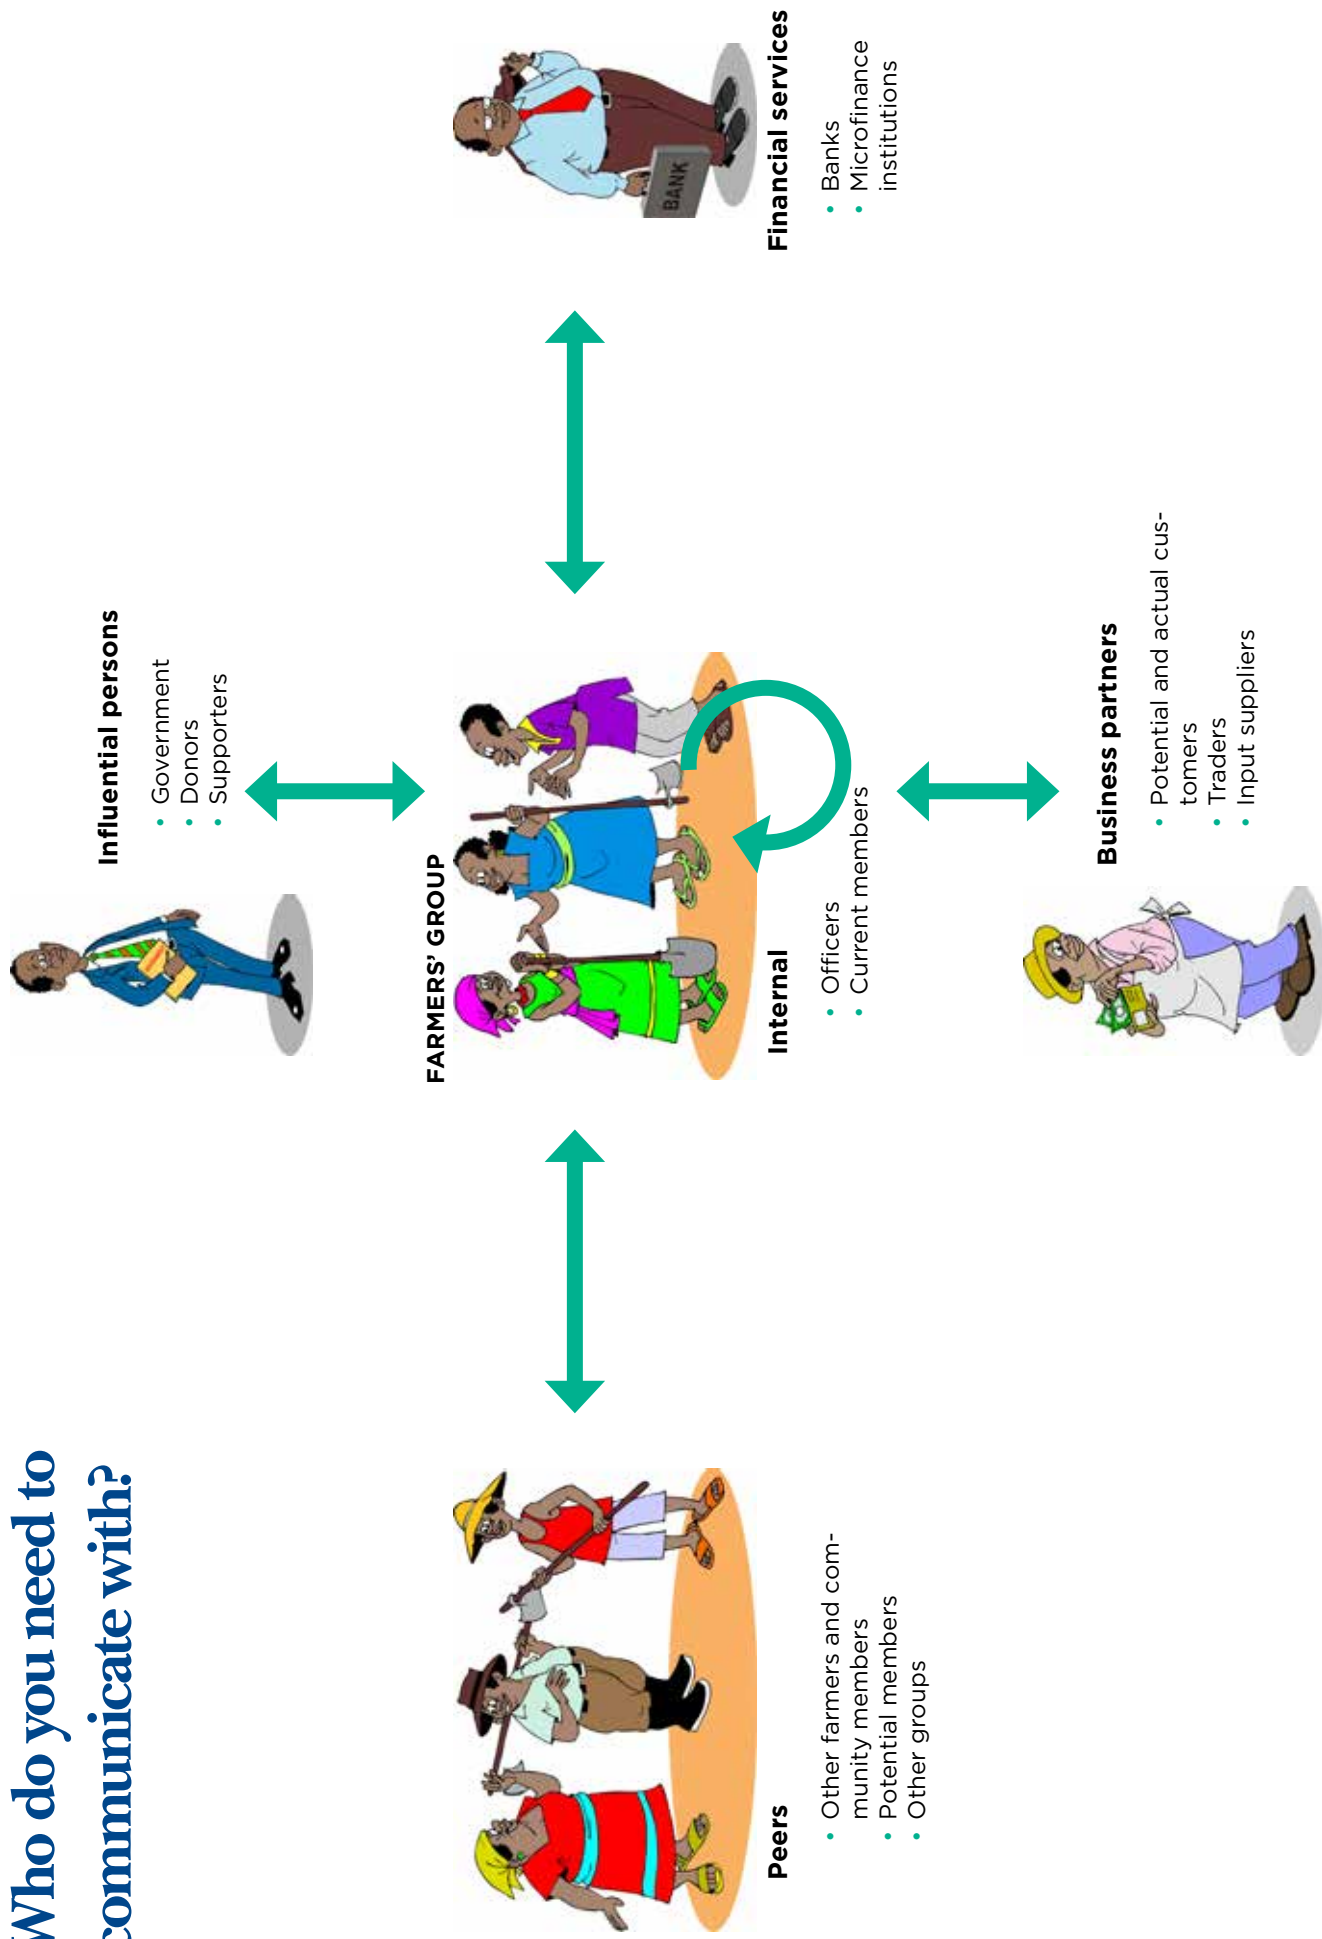 Who do you need to
communicate with?
Influential persons
• Government
• Donors
• Supporters
FARMERS’ GROUP
Peers
• Other farmers and com-
munity members
• Potential members
• Other groups
Internal
• Officers
• Current members
BANK
Financial services
• Banks
• Microfinance
institutions
Business partners
• Potential and actual cus-
tomers
• Traders
• Input suppliers